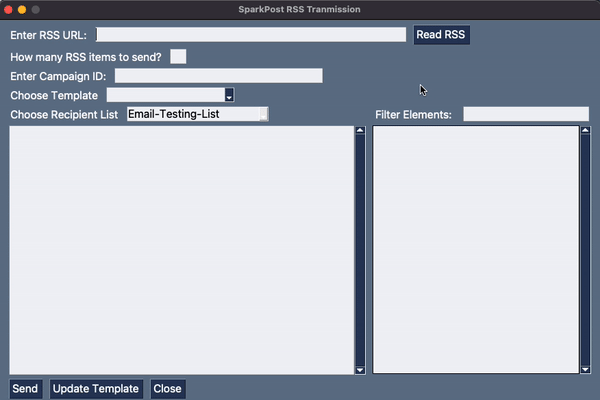 SparkPost RSS Tranmission
Enter RSS URL: Read RSS
How many RSS items to send?
Enter Campaign ID:
Choose Template
Choose Recipient List Email-Testing-List Filter Elements:
Send Update Template Close